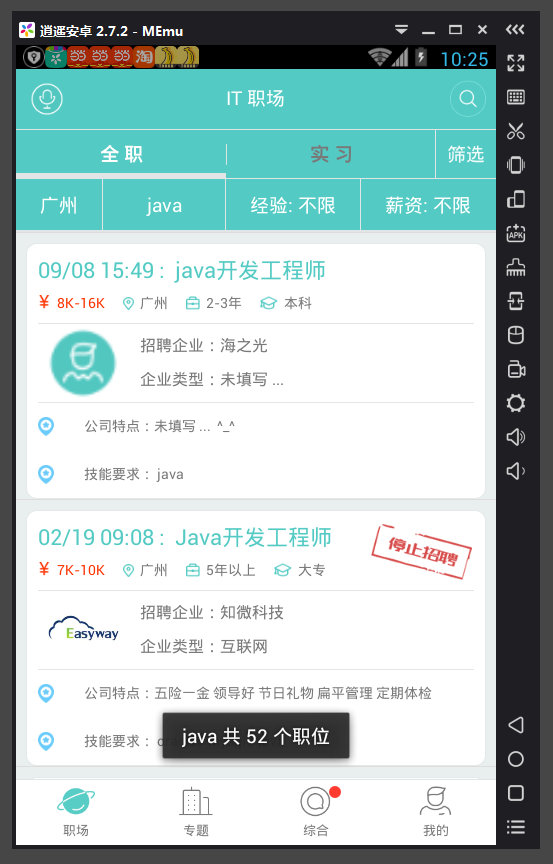 逍遥安卓 2.7.2 - MEmu
淘
10:25
IT 职场
全 职
实 习
筛选
广州
java
经验: 不限
薪资: 不限
09/08 15:49 : java开发工程师
¥ 8K-16K 广州 2-3年 本科
招聘企业：海之光
企业类型：未填写 ...
公司特点：未填写 ... ^_^
技能要求： java
02/19 09:08 : Java开发工程师
停止招聘
¥ 7K-10K 广州 5年以上 大专
Easyway
招聘企业：知微科技
企业类型：互联网
公司特点：五险一金 领导好 节日礼物 扁平管理 定期体检
技能要求：
java 共 52 个职位
职场
专题
综合
我的
APK